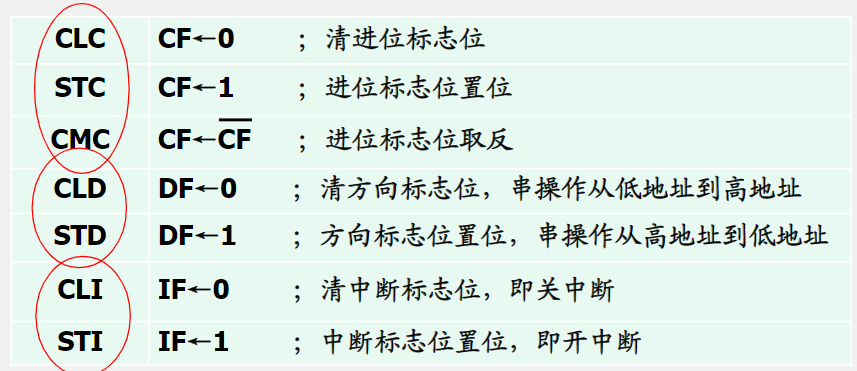 CLC CF←0 ；清进位标志位
STC CF←1 ；进位标志位置位
CMC CF←C̅F̅ ；进位标志位取反
CLD DF←0 ；清方向标志位，串操作从低地址到高地址
STD DF←1 ；方向标志位置位，串操作从高地址到低地址
CLI IF←0 ；清中断标志位，即关中断
STI IF←1 ；中断标志位置位，即开中断